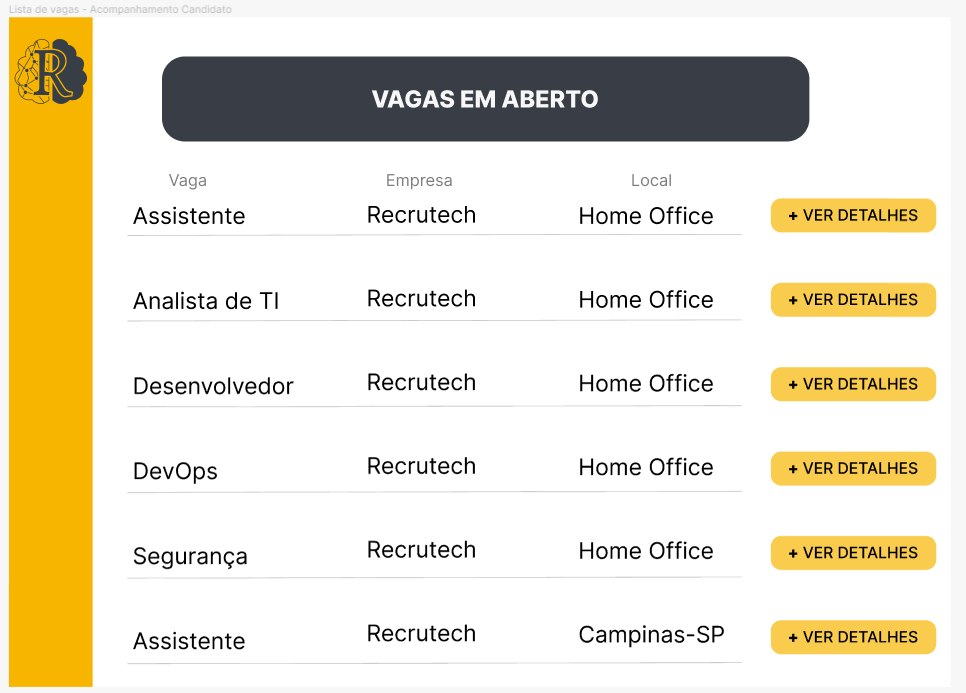 Lista de vagas - Acompanhamento Candidato
R
VAGAS EM ABERTO
Vaga Empresa Local
Assistente Recrutech Home Office + VER DETALHES
Analista de TI Recrutech Home Office + VER DETALHES
Desenvolvedor Recrutech Home Office + VER DETALHES
DevOps Recrutech Home Office + VER DETALHES
Segurança Recrutech Home Office + VER DETALHES
Assistente Recrutech Campinas-SP + VER DETALHES